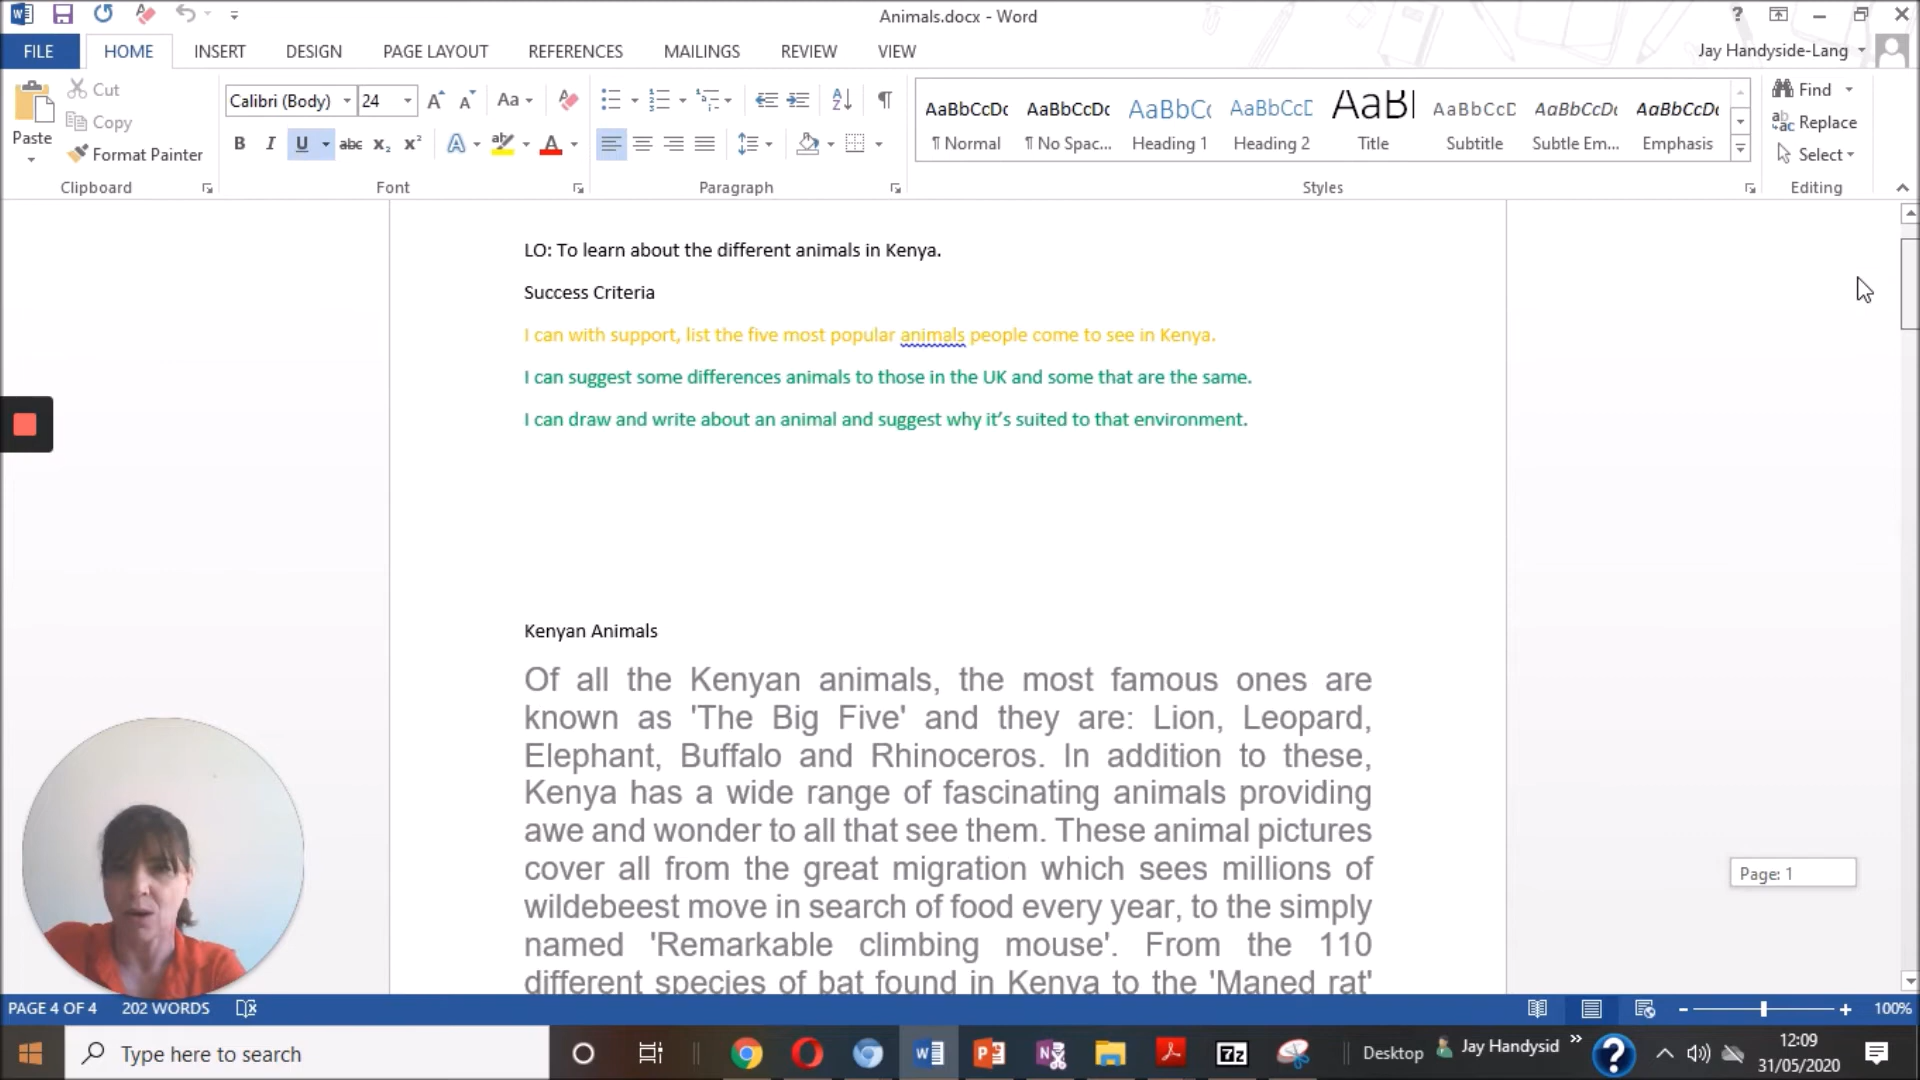 Animals.docx - Word
FILE HOME INSERT DESIGN PAGE LAYOUT REFERENCES MAILINGS REVIEW VIEW
Jay Handyside-Lang
Paste
Cut
Copy
Format Painter
Clipboard
Calibri (Body) 24
Font
Paragraph
AaBbCcDc AaBbCcDc AaBbC( AaBbCcD AaBl AaBbCcD AaBbCcDc AaBbCcDc
¶ Normal ¶ No Spac... Heading 1 Heading 2 Title Subtitle Subtle Em... Emphasis
Styles
Find
Replace
Select
Editing
LO: To learn about the different animals in Kenya.
Success Criteria
I can with support, list the five most popular animals people come to see in Kenya.
I can suggest some differences animals to those in the UK and some that are the same.
I can draw and write about an animal and suggest why it's suited to that environment.
Kenyan Animals
Of all the Kenyan animals, the most famous ones are
known as 'The Big Five' and they are: Lion, Leopard,
Elephant, Buffalo and Rhinoceros. In addition to these,
Kenya has a wide range of fascinating animals providing
awe and wonder to all that see them. These animal pictures
cover all from the great migration which sees millions of
wildebeest move in search of food every year, to the simply
named 'Remarkable climbing mouse'. From the 110
different species of bat found in Kenya to the 'Maned rat'
Page: 1
PAGE 4 OF 4 202 WORDS
100%
Type here to search
Desktop
Jay Handysid
12:09
31/05/2020